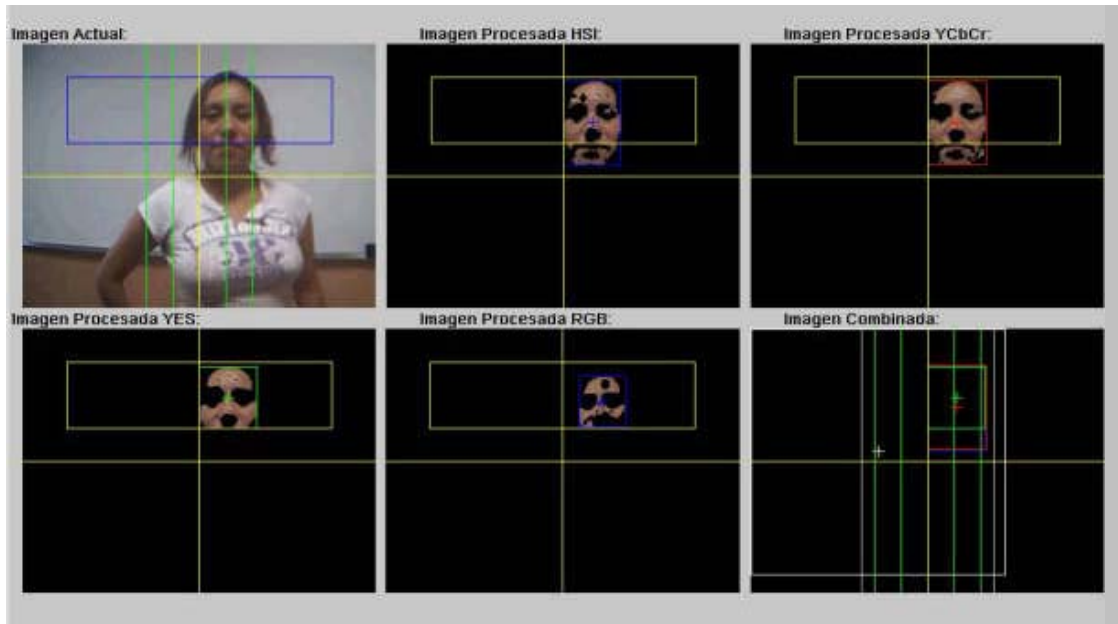 Imagen Actual:
Imagen Procesada HSI:
Imagen Procesada YCbCr:
Imagen Procesada YES:
Imagen Procesada RGB:
Imagen Combinada: